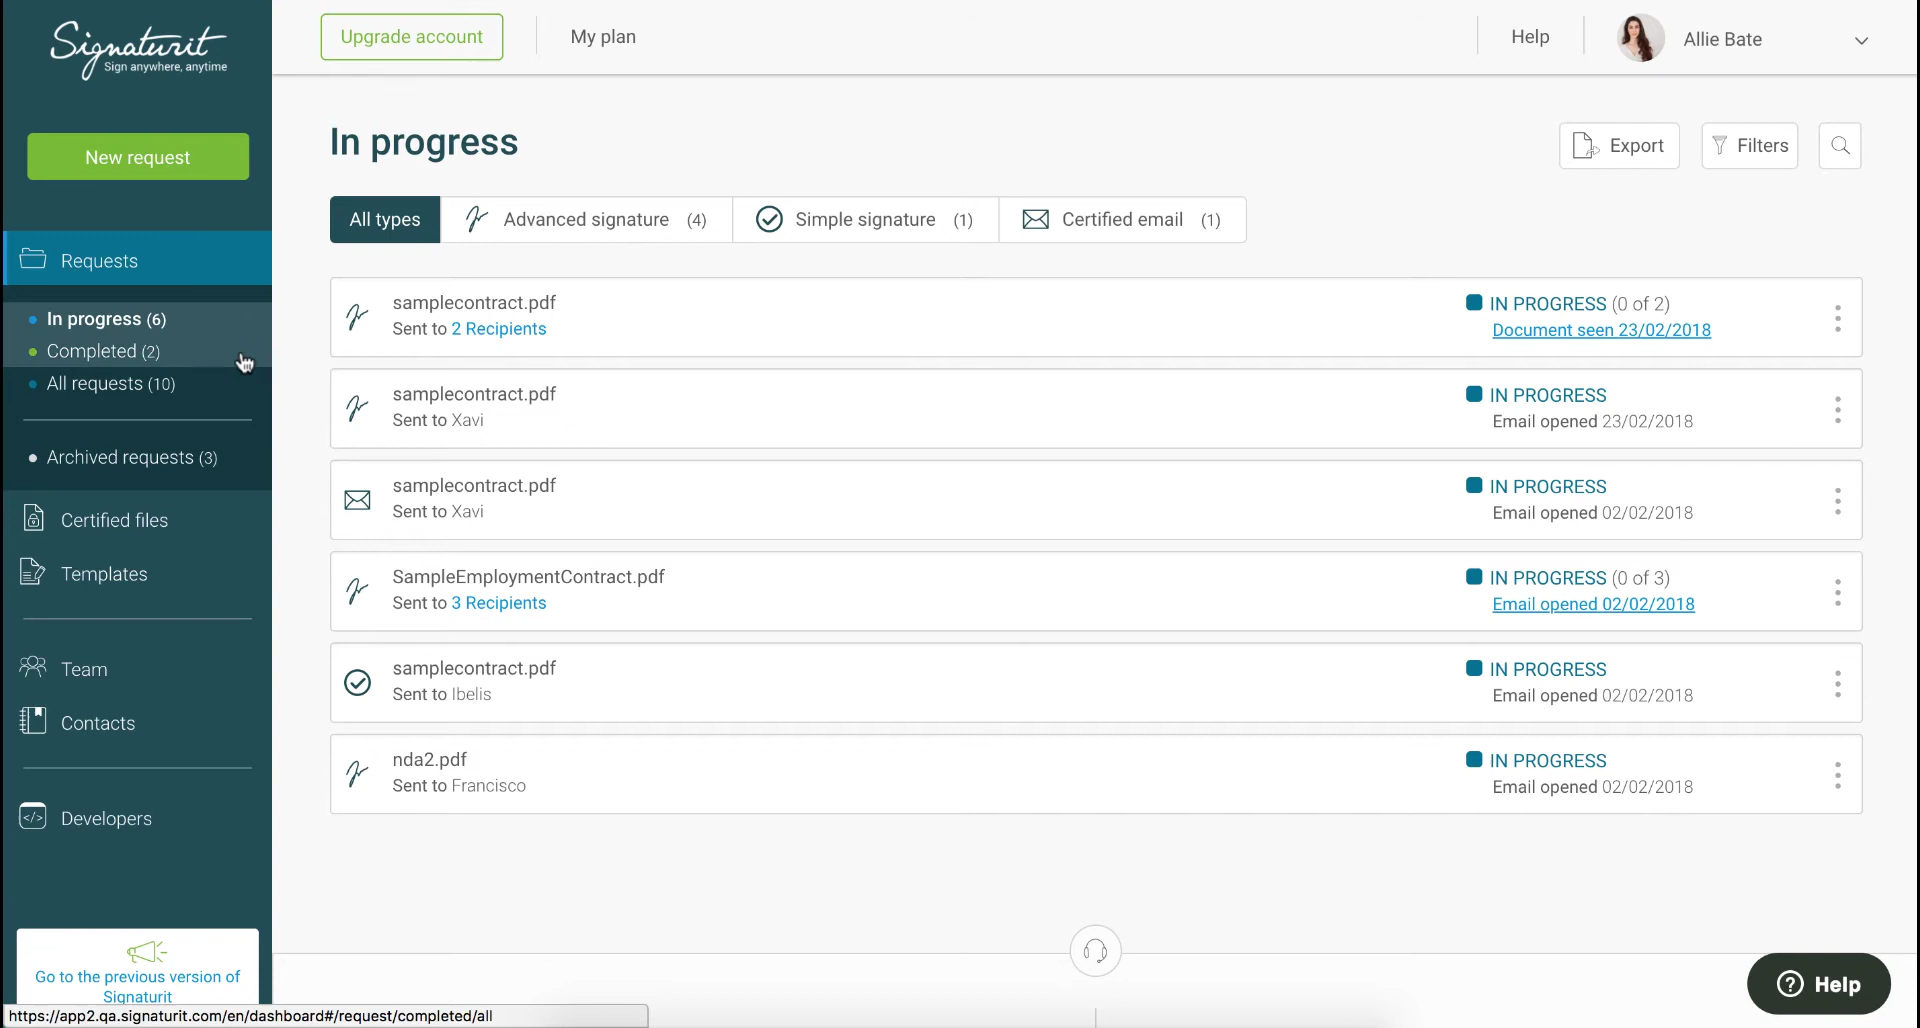 Signaturit
Sign anywhere, anytime
Upgrade account
My plan
Help
Allie Bate
New request
Requests
In progress (6)
Completed (2)
All requests (10)
Archived requests (3)
Certified files
Templates
Team
Contacts
Developers
Go to the previous version of
Signaturit
https://app2.qa.signaturit.com/en/dashboard#/request/completed/all
In progress
Export
Filters
All types
Advanced signature (4)
Simple signature (1)
Certified email (1)
samplecontract.pdf
Sent to 2 Recipients
IN PROGRESS (0 of 2)
Document seen 23/02/2018
samplecontract.pdf
Sent to Xavi
IN PROGRESS
Email opened 23/02/2018
samplecontract.pdf
Sent to Xavi
IN PROGRESS
Email opened 02/02/2018
SampleEmploymentContract.pdf
Sent to 3 Recipients
IN PROGRESS (0 of 3)
Email opened 02/02/2018
samplecontract.pdf
Sent to Ibelis
IN PROGRESS
Email opened 02/02/2018
nda2.pdf
Sent to Francisco
IN PROGRESS
Email opened 02/02/2018
Help